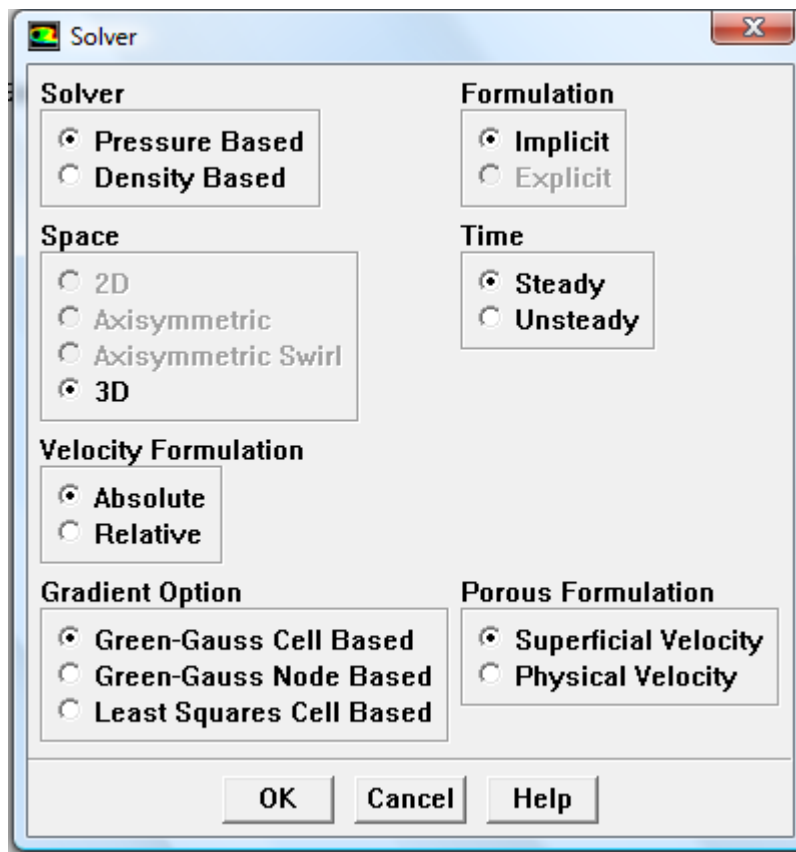 Solver
Solver
Pressure Based
Density Based
Formulation
Implicit
Explicit
Space
2D
Axisymmetric
Axisymmetric Swirl
3D
Time
Steady
Unsteady
Velocity Formulation
Absolute
Relative
Gradient Option
Green-Gauss Cell Based
Green-Gauss Node Based
Least Squares Cell Based
Porous Formulation
Superficial Velocity
Physical Velocity
OK Cancel Help